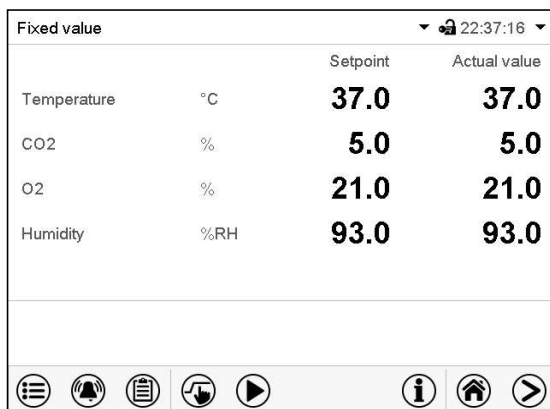 Fixed value 22:37:16
Setpoint Actual value
Temperature °C 37.0 37.0
CO2 % 5.0 5.0
O2 % 21.0 21.0
Humidity %RH 93.0 93.0